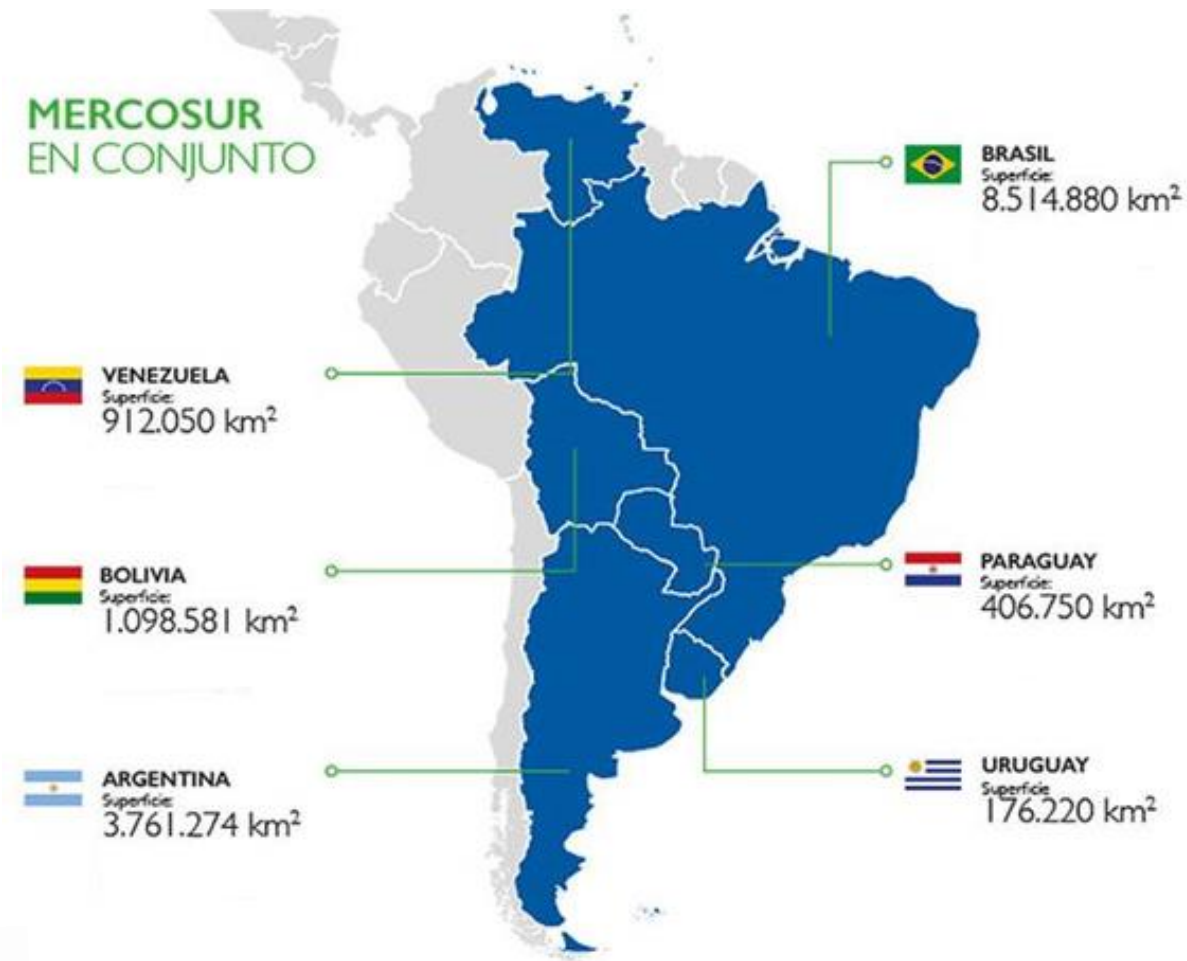 MERCOSUR
EN CONJUNTO
BRASIL
Superficie:
8.514.880 km²
VENEZUELA
Superficie:
912.050 km²
BOLIVIA
Superficie:
1.098.581 km²
PARAGUAY
Superficie:
406.750 km²
ARGENTINA
Superficie:
3.761.274 km²
URUGUAY
Superficie
176.220 km²